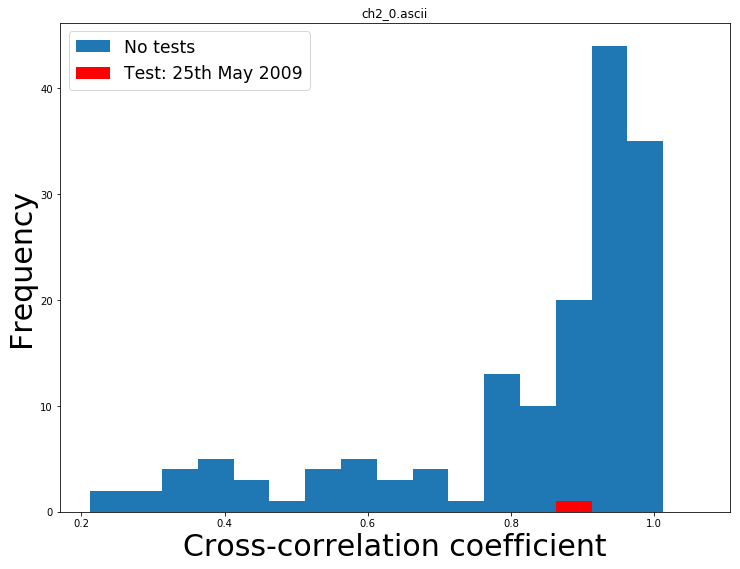 ch2_0.ascii
No tests
Test: 25th May 2009
Frequency
40
30
20
10
0
0.2 0.4 0.6 0.8 1.0
Cross-correlation coefficient